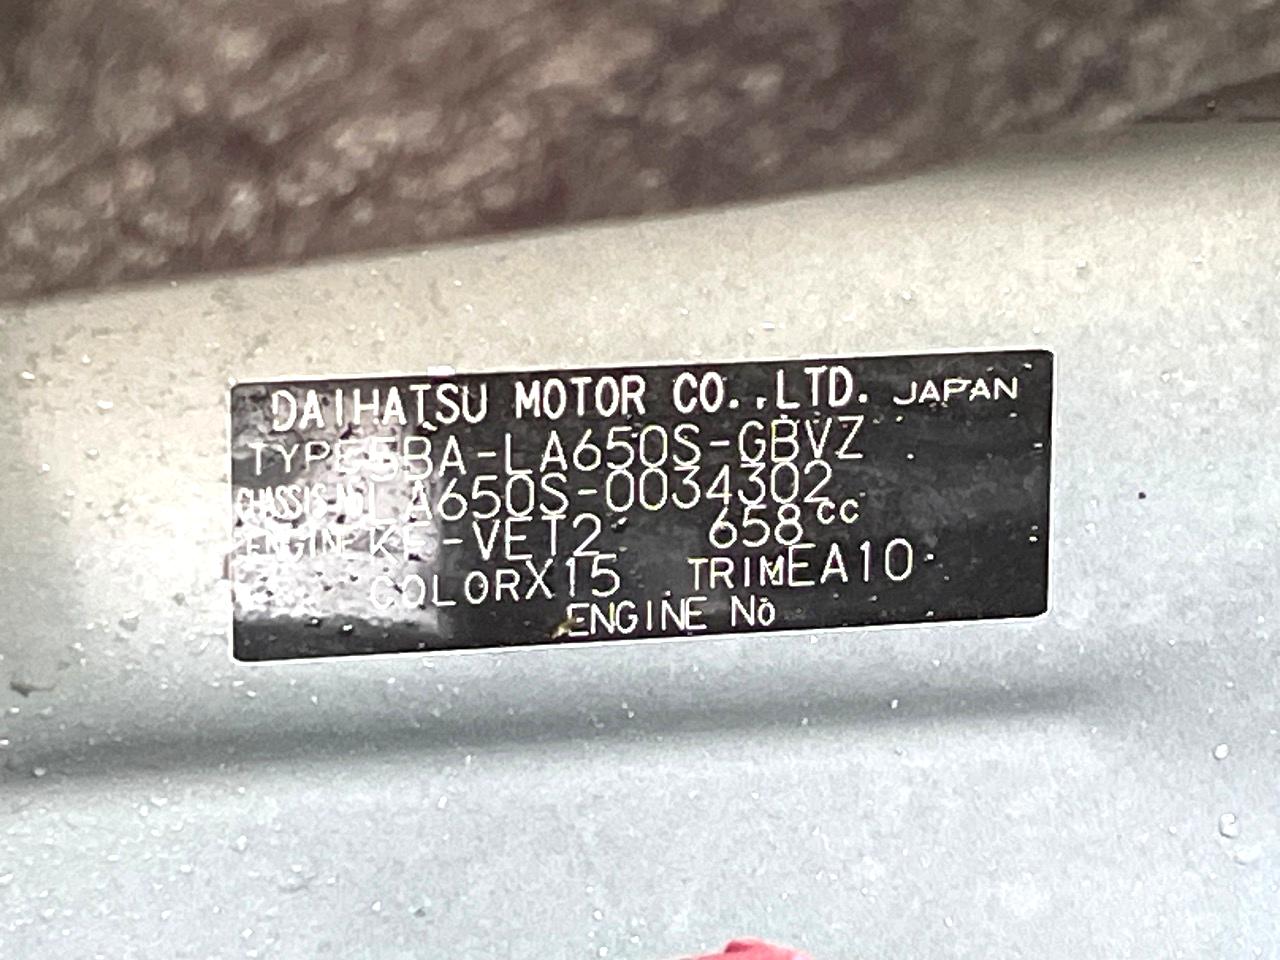 DAIHATSU MOTOR CO.,LTD. JAPAN
TYPE 5BA-LA650S-GBVZ
CHASSIS No LA650S-0034302
ENGINE KF-VET2 658cc
COLOR X15 TRIM EA10
ENGINE No